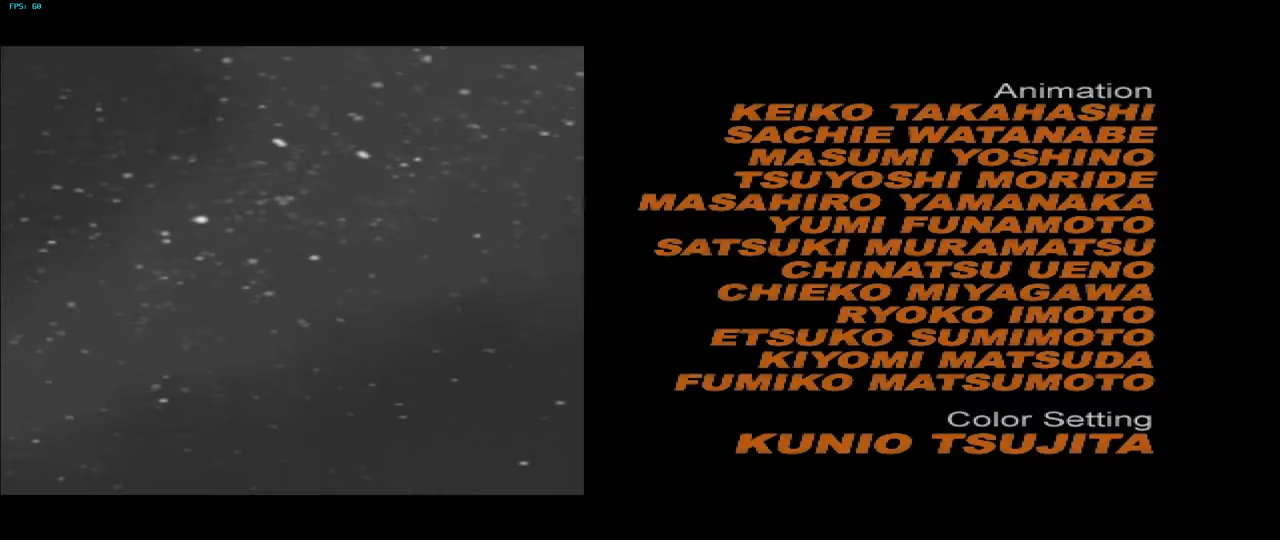 FPS: 60
Animation
KEIKO TAKAHASHI
SACHIE WATANABE
MASUMI YOSHINO
TSUYOSHI MORIDE
MASAHIRO YAMANAKA
YUMI FUNAMOTO
SATSUKI MURAMATSU
CHINATSU UENO
CHIEKO MIYAGAWA
RYOKO IMOTO
ETSUKO SUMIMOTO
KIYOMI MATSUDA
FUMIKO MATSUMOTO
Color Setting
KUNIO TSUJITA